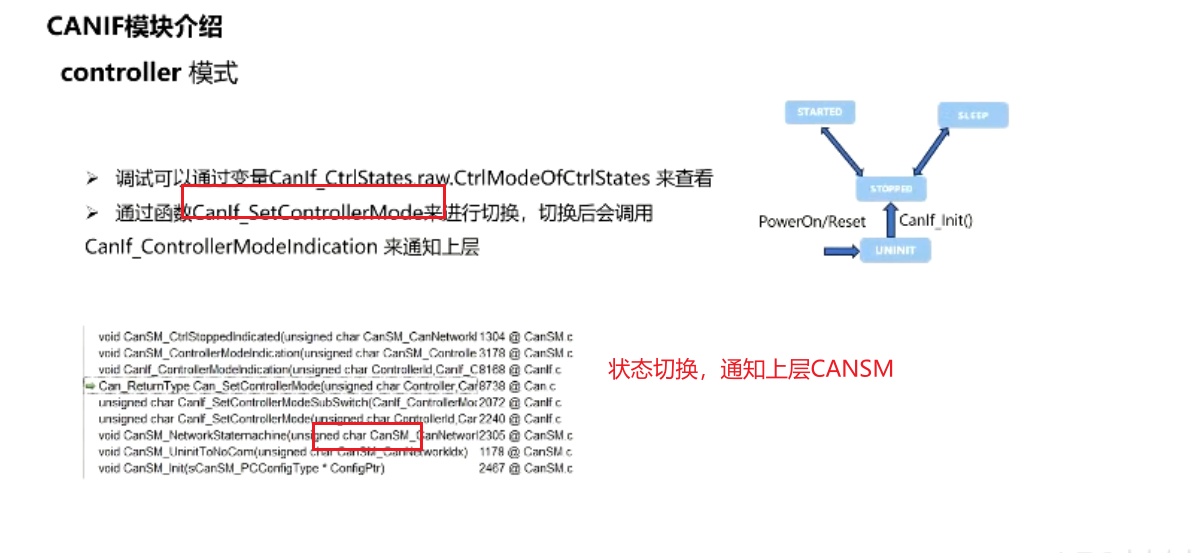 CANIF模块介绍
controller 模式
STARTED
SLEEP
➢ 调试可以通过变量CanIf_CtrlStates.raw.CtrlModeOfCtrlStates 来查看
STOPPED
➢ 通过函数CanIf_SetControllerMode来进行切换，切换后会调用
PowerOn/Reset
CanIf_Init()
CanIf_ControllerModeIndication 来通知上层
UNINIT
void CanSM_CtrlStoppedIndicated(unsigned char CanSM_CanNetworkI 1304 @ CanSM.c
void CanSM_ControllerModeIndication(unsigned char CanSM_Controlle 3178 @ CanSM.c
void CanIf_ControllerModeIndication(unsigned char ControllerId,CanIf_C 8168 @ CanIf.c
Can_ReturnType Can_SetControllerMode(unsigned char Controller,Can 8738 @ Can.c
unsigned char CanIf_SetControllerModeSubSwitch(CanIf_ControllerMo 2072 @ CanIf.c
unsigned char CanIf_SetControllerMode(unsigned char ControllerId,Can 2240 @ CanIf.c
void CanSM_NetworkStatemachine(unsigned char CanSM_CanNetworl 2305 @ CanSM.c
void CanSM_UninitToNoCom(unsigned char CanSM_CanNetworkIdx) 1178 @ CanSM.c
void CanSM_Init(sCanSM_PCConfigType * ConfigPtr) 2467 @ CanSM.c
状态切换，通知上层CANSM